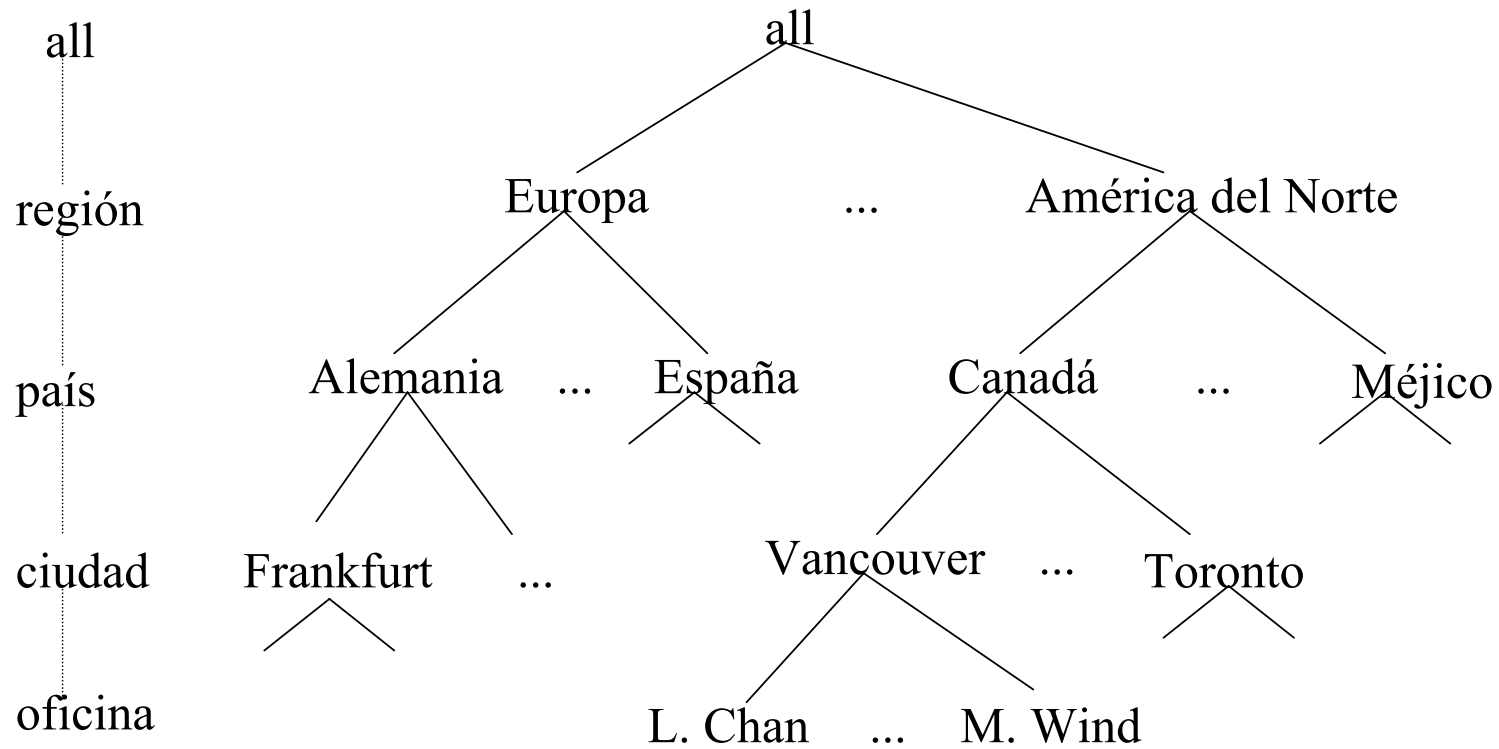 all all
región Europa ... América del Norte
país Alemania ... España Canadá ... Méjico
ciudad Frankfurt ... Vancouver ... Toronto
oficina L. Chan ... M. Wind